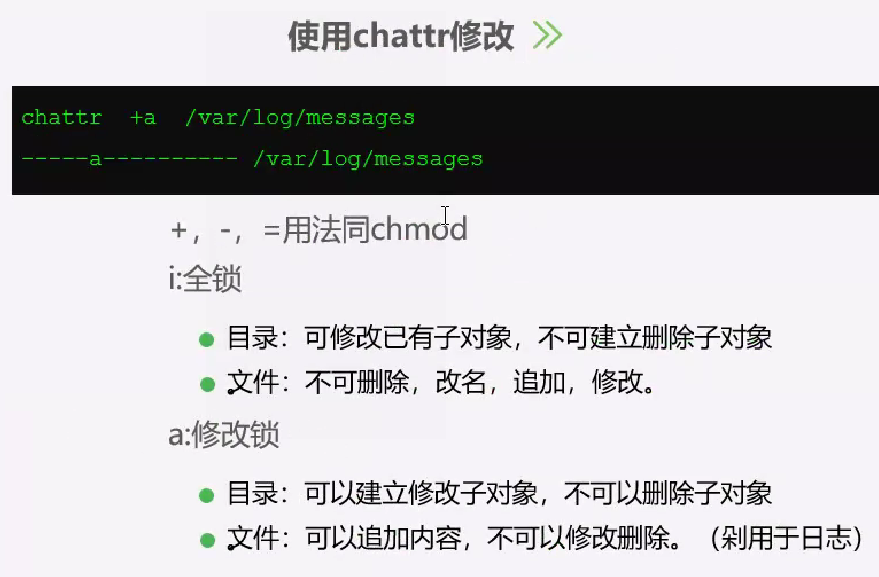 使用chattr修改
chattr +a /var/log/messages
-----a---------- /var/log/messages
+，-，=用法同chmod
i:全锁
目录：可修改已有子对象，不可建立删除子对象
文件：不可删除，改名，追加，修改。
a:修改锁
目录：可以建立修改子对象，不可以删除子对象
文件：可以追加内容，不可以修改删除。（剁用于日志）